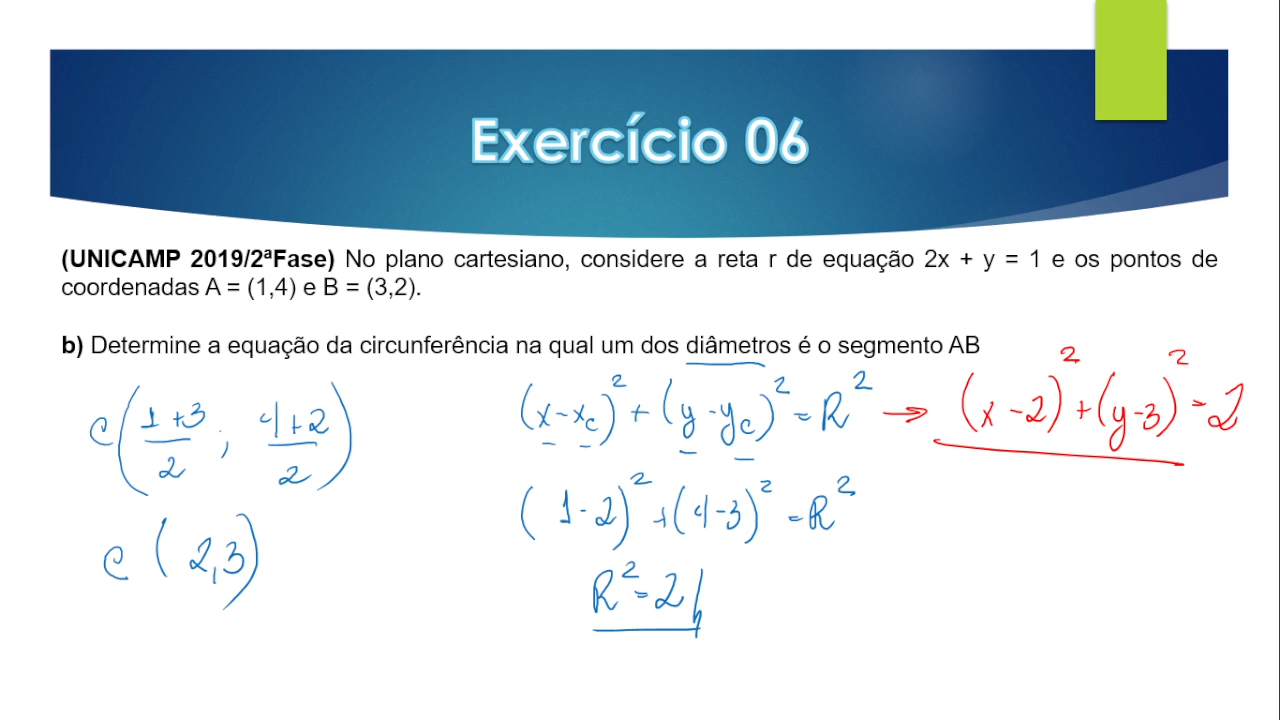 Exercício 06
(UNICAMP 2019/2ªFase) No plano cartesiano, considere a reta r de equação 2x + y = 1 e os pontos de
coordenadas A = (1,4) e B = (3,2).
b) Determine a equação da circunferência na qual um dos diâmetros é o segmento AB
C((1+3)/2 ; (4+2)/2)
C (2,3)
(x-x_c)² + (y-y_c)² = R² → (x-2)² + (y-3)² = 2
(1-2)² + (4-3)² = R²
R² = 2